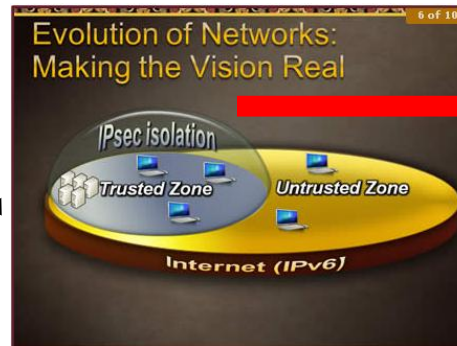 6 of 10
Evolution of Networks:
Making the Vision Real
IPsec isolation
Trusted Zone
Untrusted Zone
Internet (IPv6)